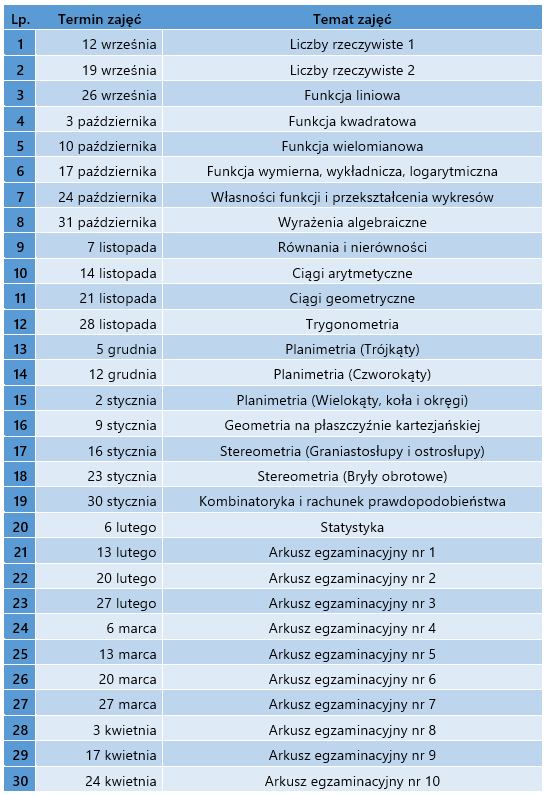 Lp. Termin zajęć Temat zajęć
1 12 września Liczby rzeczywiste 1
2 19 września Liczby rzeczywiste 2
3 26 września Funkcja liniowa
4 3 października Funkcja kwadratowa
5 10 października Funkcja wielomianowa
6 17 października Funkcja wymierna, wykładnicza, logarytmiczna
7 24 października Własności funkcji i przekształcenia wykresów
8 31 października Wyrażenia algebraiczne
9 7 listopada Równania i nierówności
10 14 listopada Ciągi arytmetyczne
11 21 listopada Ciągi geometryczne
12 28 listopada Trygonometria
13 5 grudnia Planimetria (Trójkąty)
14 12 grudnia Planimetria (Czworokąty)
15 2 stycznia Planimetria (Wielokąty, koła i okręgi)
16 9 stycznia Geometria na płaszczyźnie kartezjańskiej
17 16 stycznia Stereometria (Graniastosłupy i ostrosłupy)
18 23 stycznia Stereometria (Bryły obrotowe)
19 30 stycznia Kombinatoryka i rachunek prawdopodobieństwa
20 6 lutego Statystyka
21 13 lutego Arkusz egzaminacyjny nr 1
22 20 lutego Arkusz egzaminacyjny nr 2
23 27 lutego Arkusz egzaminacyjny nr 3
24 6 marca Arkusz egzaminacyjny nr 4
25 13 marca Arkusz egzaminacyjny nr 5
26 20 marca Arkusz egzaminacyjny nr 6
27 27 marca Arkusz egzaminacyjny nr 7
28 3 kwietnia Arkusz egzaminacyjny nr 8
29 17 kwietnia Arkusz egzaminacyjny nr 9
30 24 kwietnia Arkusz egzaminacyjny nr 10